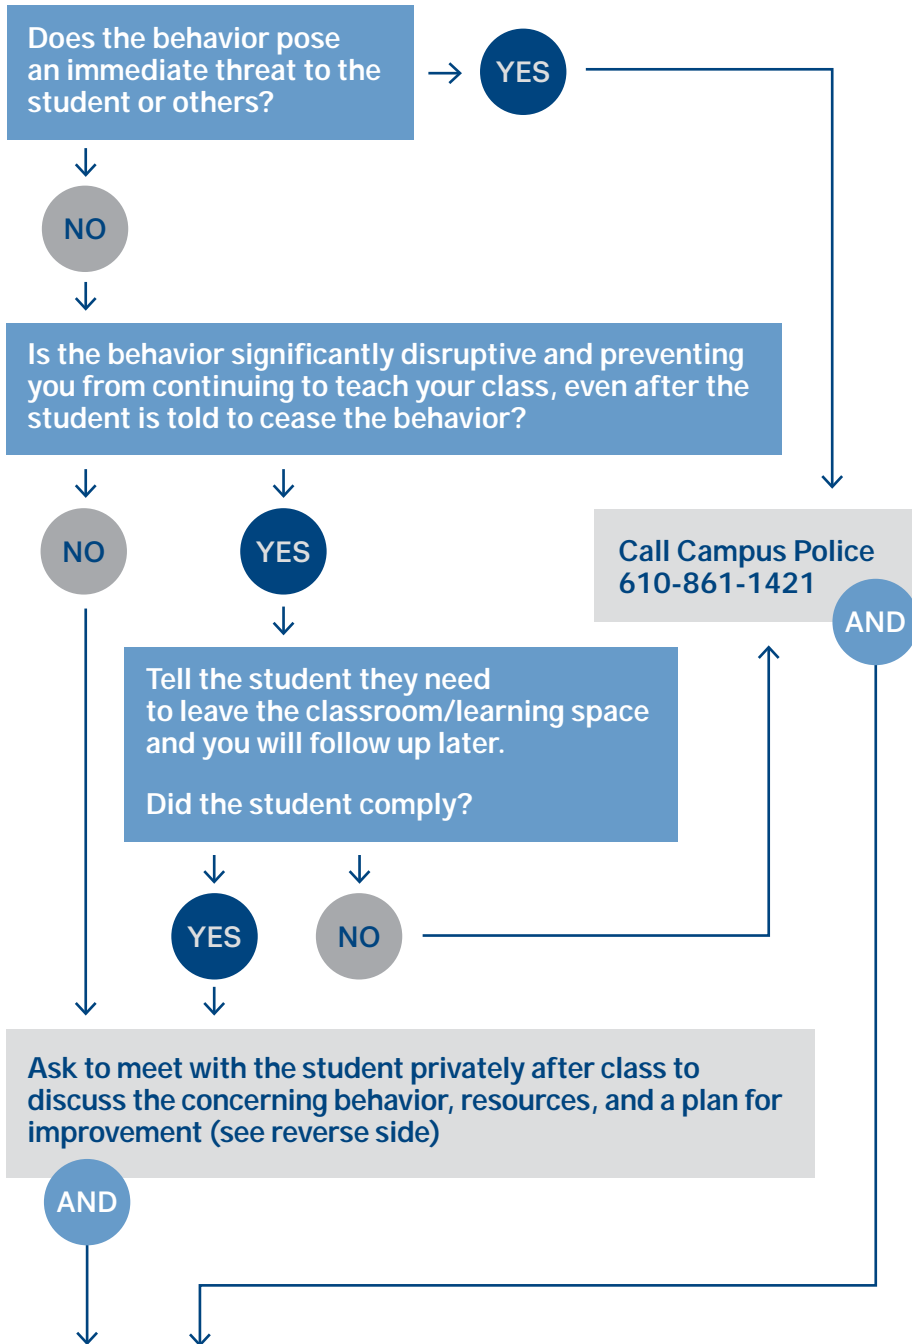 Does the behavior pose
an immediate threat to the
student or others?
YES
NO
Is the behavior significantly disruptive and preventing
you from continuing to teach your class, even after the
student is told to cease the behavior?
NO
YES
Call Campus Police
610-861-1421
AND
Tell the student they need
to leave the classroom/learning space
and you will follow up later.
Did the student comply?
YES
NO
Ask to meet with the student privately after class to
discuss the concerning behavior, resources, and a plan for
improvement (see reverse side)
AND